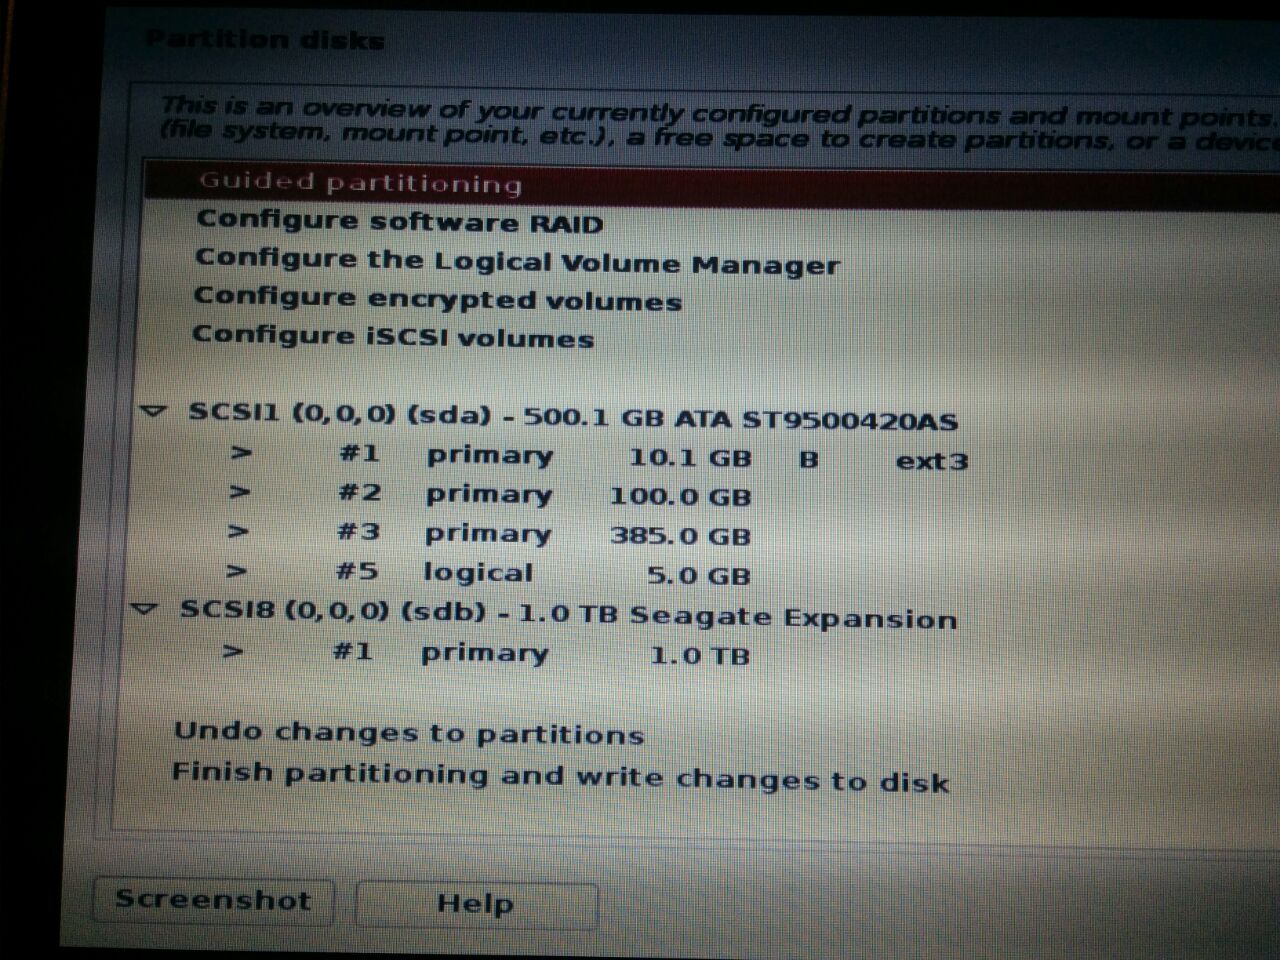 Partition disks
This is an overview of your currently configured partitions and mount points.
(file system, mount point, etc.), a free space to create partitions, or a device
Guided partitioning
Configure software RAID
Configure the Logical Volume Manager
Configure encrypted volumes
Configure iSCSI volumes
SCSI1 (0,0,0) (sda) - 500.1 GB ATA ST9500420AS
> #1 primary 10.1 GB B ext3
> #2 primary 100.0 GB
> #3 primary 385.0 GB
> #5 logical 5.0 GB
SCSI8 (0,0,0) (sdb) - 1.0 TB Seagate Expansion
> #1 primary 1.0 TB
Undo changes to partitions
Finish partitioning and write changes to disk
Screenshot Help